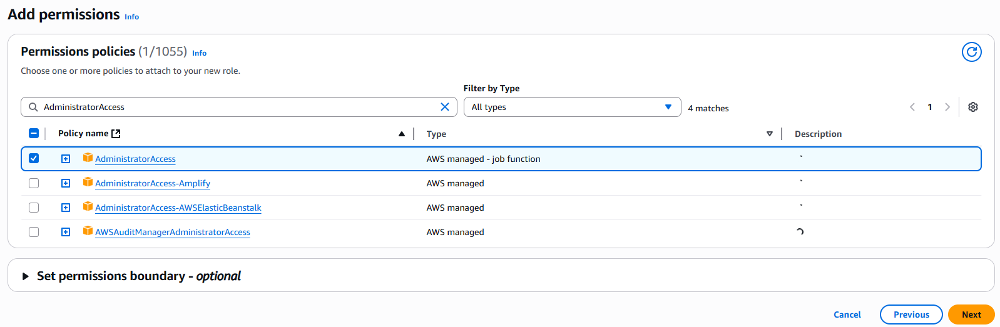 Add permissions Info
Permissions policies (1/1055) Info
Choose one or more policies to attach to your new role.
Filter by Type
AdministratorAccess All types 4 matches 1
Policy name Type Description
AdministratorAccess AWS managed - job function
AdministratorAccess-Amplify AWS managed
AdministratorAccess-AWSElasticBeanstalk AWS managed
AWSAuditManagerAdministratorAccess AWS managed
Set permissions boundary - optional
Cancel Previous Next